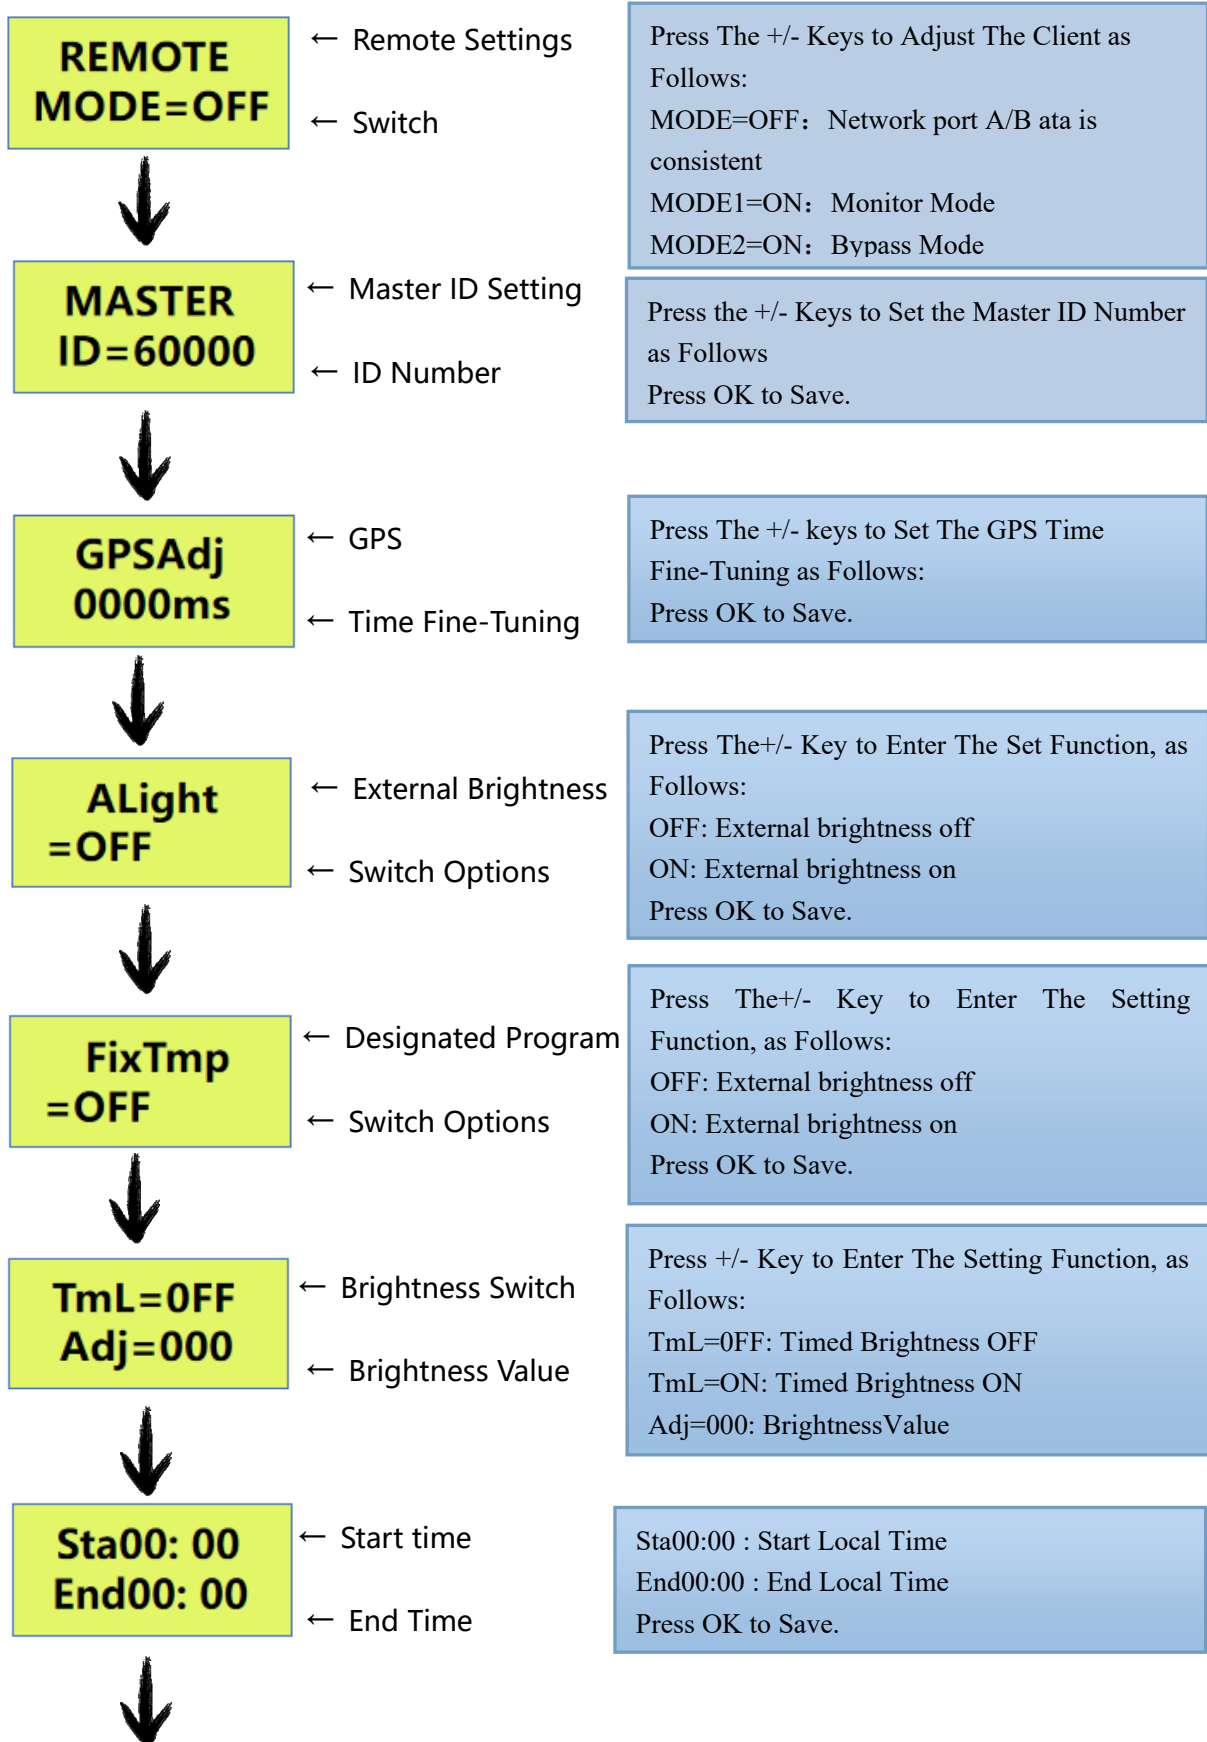 REMOTE
MODE=OFF
← Remote Settings
← Switch
Press The +/- Keys to Adjust The Client as
Follows:
MODE=OFF：Network port A/B ata is
consistent
MODE1=ON：Monitor Mode
MODE2=ON：Bypass Mode
MASTER
ID=60000
← Master ID Setting
← ID Number
Press the +/- Keys to Set the Master ID Number
as Follows
Press OK to Save.
GPSAdj
0000ms
← GPS
← Time Fine-Tuning
Press The +/- keys to Set The GPS Time
Fine-Tuning as Follows:
Press OK to Save.
ALight
=OFF
← External Brightness
← Switch Options
Press The+/- Key to Enter The Set Function, as
Follows:
OFF: External brightness off
ON: External brightness on
Press OK to Save.
FixTmp
=OFF
← Designated Program
← Switch Options
Press The+/- Key to Enter The Setting
Function, as Follows:
OFF: External brightness off
ON: External brightness on
Press OK to Save.
TmL=0FF
Adj=000
← Brightness Switch
← Brightness Value
Press +/- Key to Enter The Setting Function, as
Follows:
TmL=0FF: Timed Brightness OFF
TmL=ON: Timed Brightness ON
Adj=000: BrightnessValue
Sta00: 00
End00: 00
← Start time
← End Time
Sta00:00 : Start Local Time
End00:00 : End Local Time
Press OK to Save.